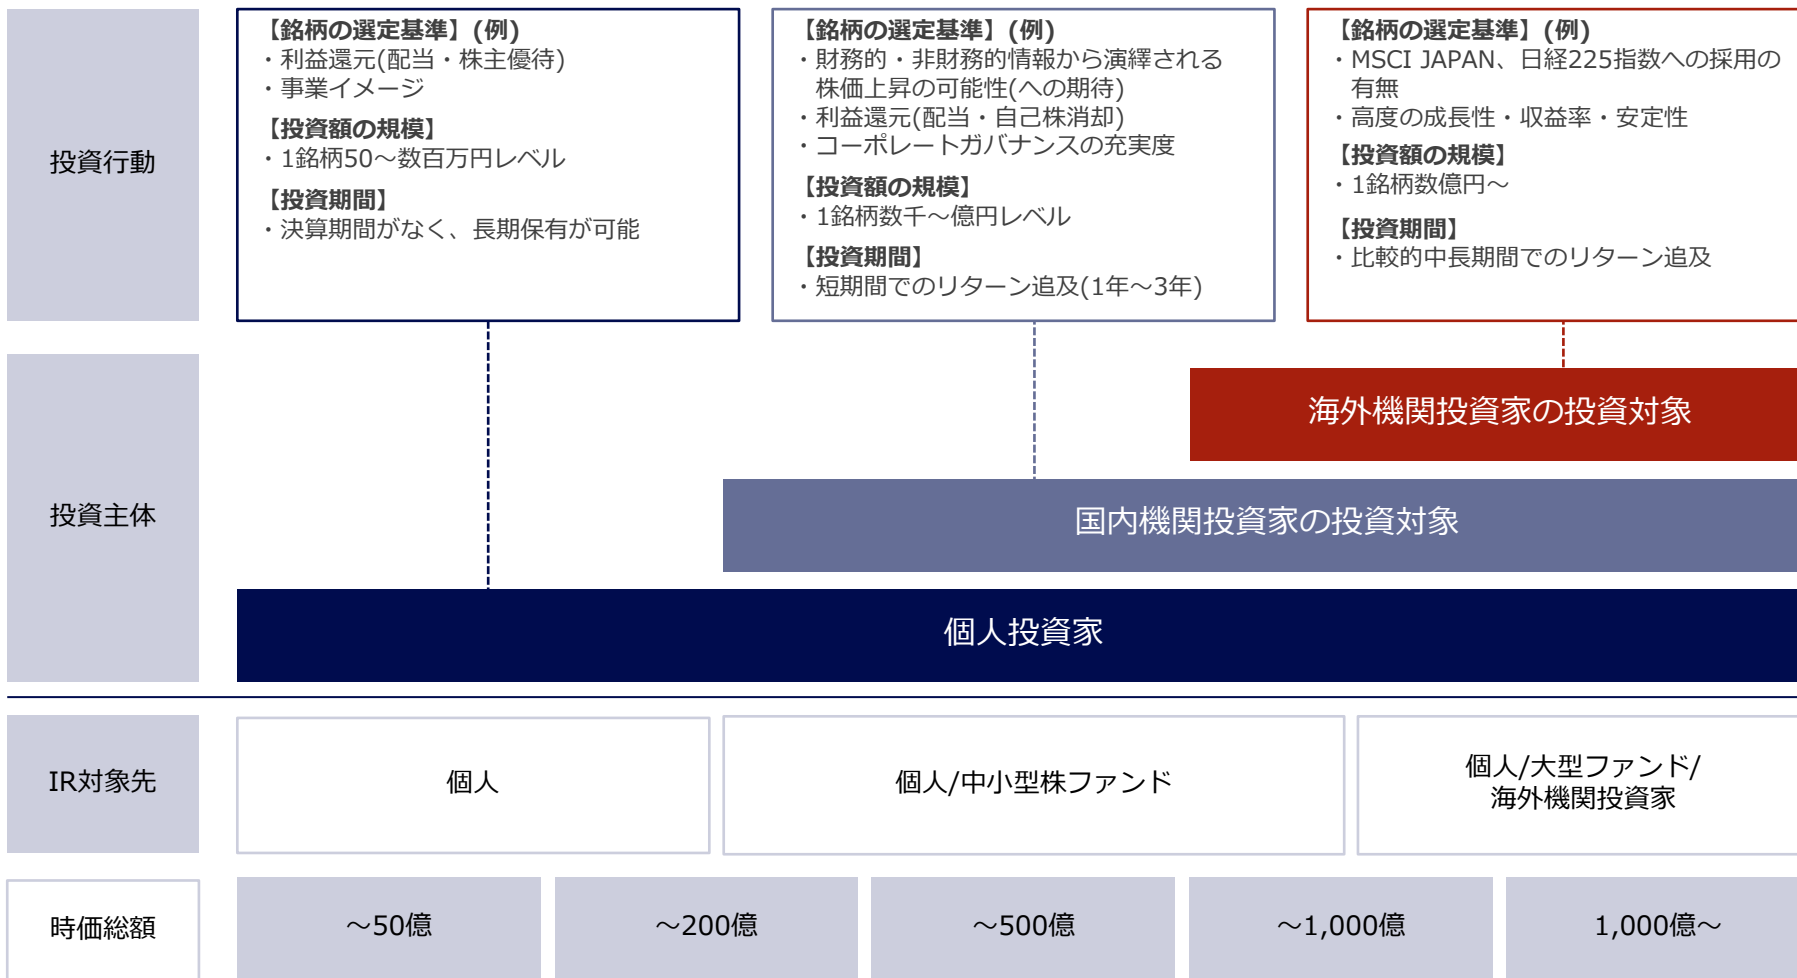 投資行動
【銘柄の選定基準】(例)
・利益還元(配当・株主優待)
・事業イメージ
【投資額の規模】
・1銘柄50～数百万円レベル
【投資期間】
・決算期間がなく、長期保有が可能
【銘柄の選定基準】(例)
・財務的・非財務的情報から演繹される
株価上昇の可能性(への期待)
・利益還元(配当・自己株消却)
・コーポレートガバナンスの充実度
【投資額の規模】
・1銘柄数千～億円レベル
【投資期間】
・短期間でのリターン追及(1年～3年)
【銘柄の選定基準】(例)
・MSCI JAPAN、日経225指数への採用の
有無
・高度の成長性・収益率・安定性
【投資額の規模】
・1銘柄数億円～
【投資期間】
・比較的中長期間でのリターン追及
投資主体
海外機関投資家の投資対象
国内機関投資家の投資対象
個人投資家
IR対象先
個人
個人/中小型株ファンド
個人/大型ファンド/
海外機関投資家
時価総額
～50億
～200億
～500億
～1,000億
1,000億～